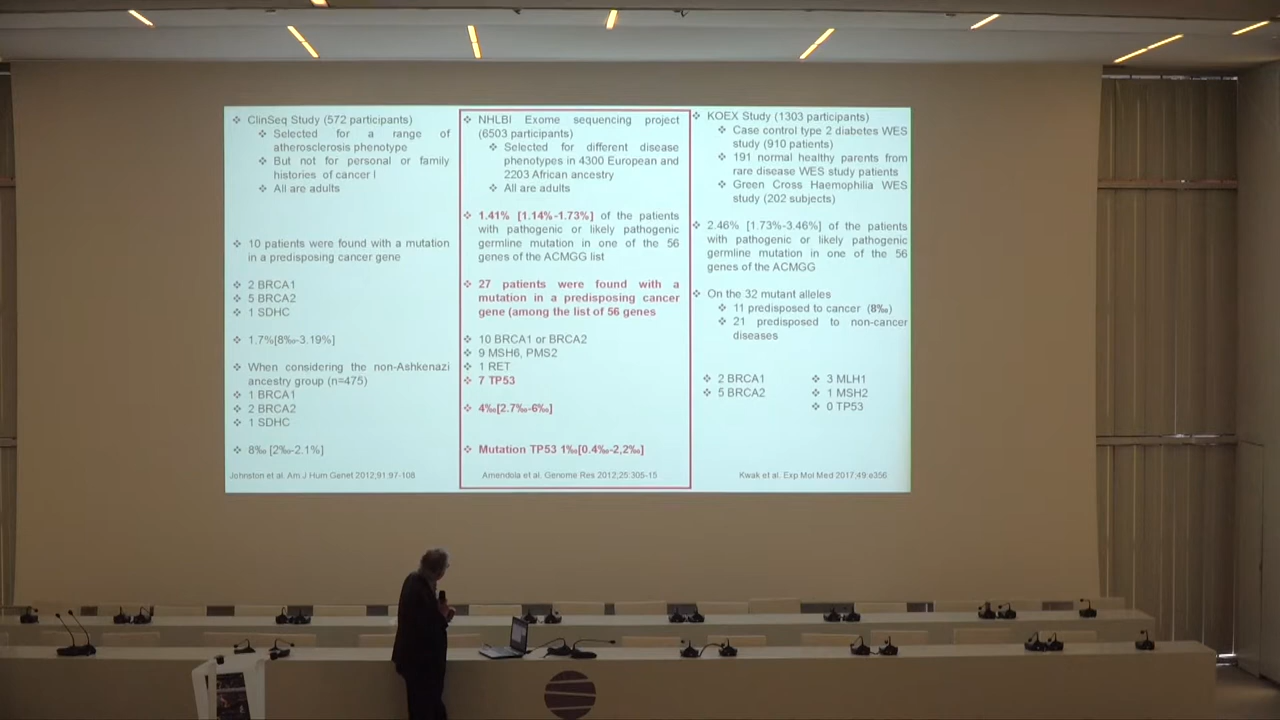 ❖ ClinSeq Study (572 participants)
❖ Selected for a range of
atherosclerosis phenotype
❖ But not for personal or family
histories of cancer I
❖ All are adults
❖ 10 patients were found with a mutation
in a predisposing cancer gene
❖ 2 BRCA1
❖ 5 BRCA2
❖ 1 SDHC
❖ 1.7%[8‰-3.19%]
❖ When considering the non-Ashkenazi
ancestry group (n=475)
❖ 1 BRCA1
❖ 2 BRCA2
❖ 1 SDHC
❖ 8‰ [2‰-2.1%]
Johnston et al. Am J Hum Genet 2012;91:97-108
❖ NHLBI Exome sequencing project
(6503 participants)
❖ Selected for different disease
phenotypes in 4300 European and
2203 African ancestry
❖ All are adults
❖ 1.41% [1.14%-1.73%] of the patients
with pathogenic or likely pathogenic
germline mutation in one of the 56
genes of the ACMGG list
❖ 27 patients were found with a
mutation in a predisposing cancer
gene (among the list of 56 genes
❖ 10 BRCA1 or BRCA2
❖ 9 MSH6, PMS2
❖ 1 RET
❖ 7 TP53
❖ 4‰[2.7‰-6‰]
❖ Mutation TP53 1‰[0.4‰-2,2‰]
Amendola et al. Genome Res 2012;25:305-15
❖ KOEX Study (1303 participants)
❖ Case control type 2 diabetes WES
study (910 patients)
❖ 191 normal healthy parents from
rare disease WES study patients
❖ Green Cross Haemophilia WES
study (202 subjects)
❖ 2.46% [1.73%-3.46%] of the patients
with pathogenic or likely pathogenic
germline mutation in one of the 56
genes of the ACMGG
❖ On the 32 mutant alleles
❖ 11 predisposed to cancer (8‰)
❖ 21 predisposed to non-cancer
diseases
❖ 2 BRCA1
❖ 5 BRCA2
❖ 3 MLH1
❖ 1 MSH2
❖ 0 TP53
Kwak et al. Exp Mol Med 2017;49:e356